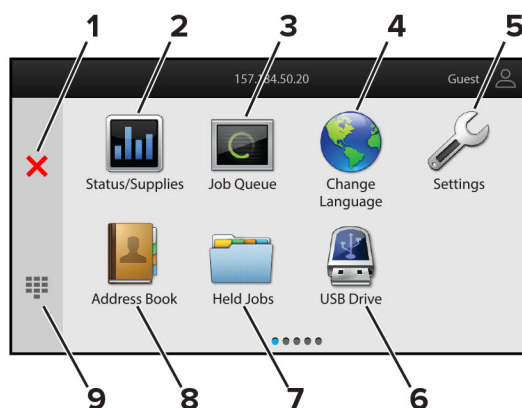 1 2 3 4 5
157.184.50.20 Guest
Status/Supplies Job Queue Change Language Settings
Address Book Held Jobs USB Drive
9 8 7 6